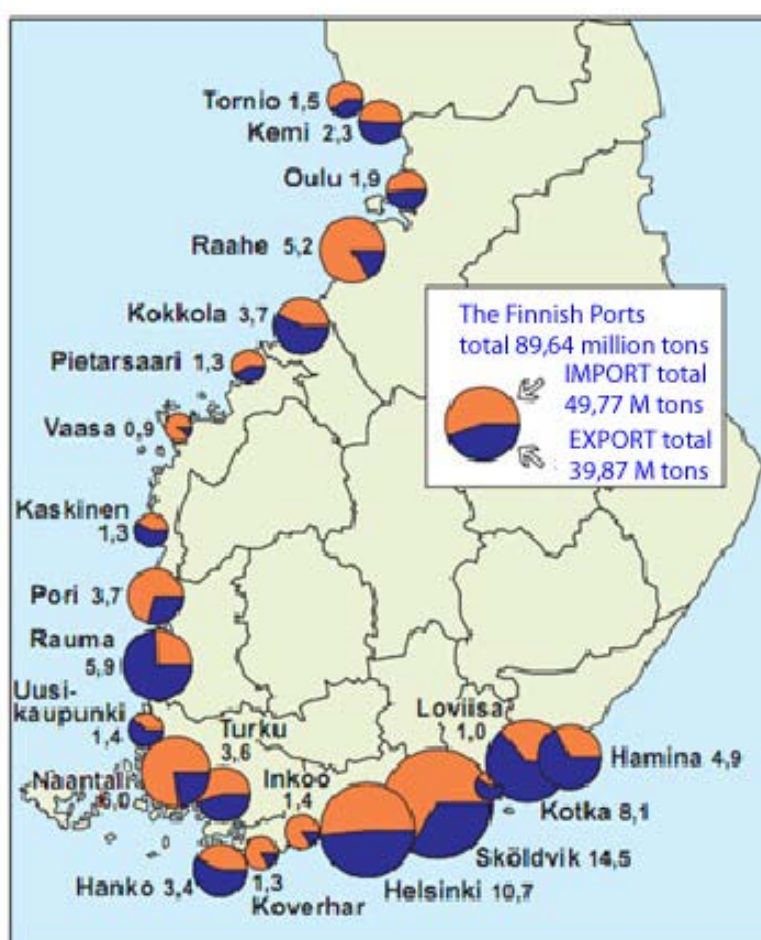 Tornio 1,5
Kemi 2,3
Oulu 1,9
Raahe 5,2
Kokkola 3,7
The Finnish Ports
total 89,64 million tons
IMPORT total
49,77 M tons
EXPORT total
39,87 M tons
Pietarsaari 1,3
Vaasa 0,9
Kaskinen
1,3
Pori 3,7
Rauma
5,9
Uusi-
kaupunki
1,4
Turku
3,6
Loviisa
1,0
Naantali
6,0
Inkoo
1,4
Hamina 4,9
Kotka 8,1
Sköldvik 14,5
Helsinki 10,7
Hanko 3,4
1,3
Koverhar